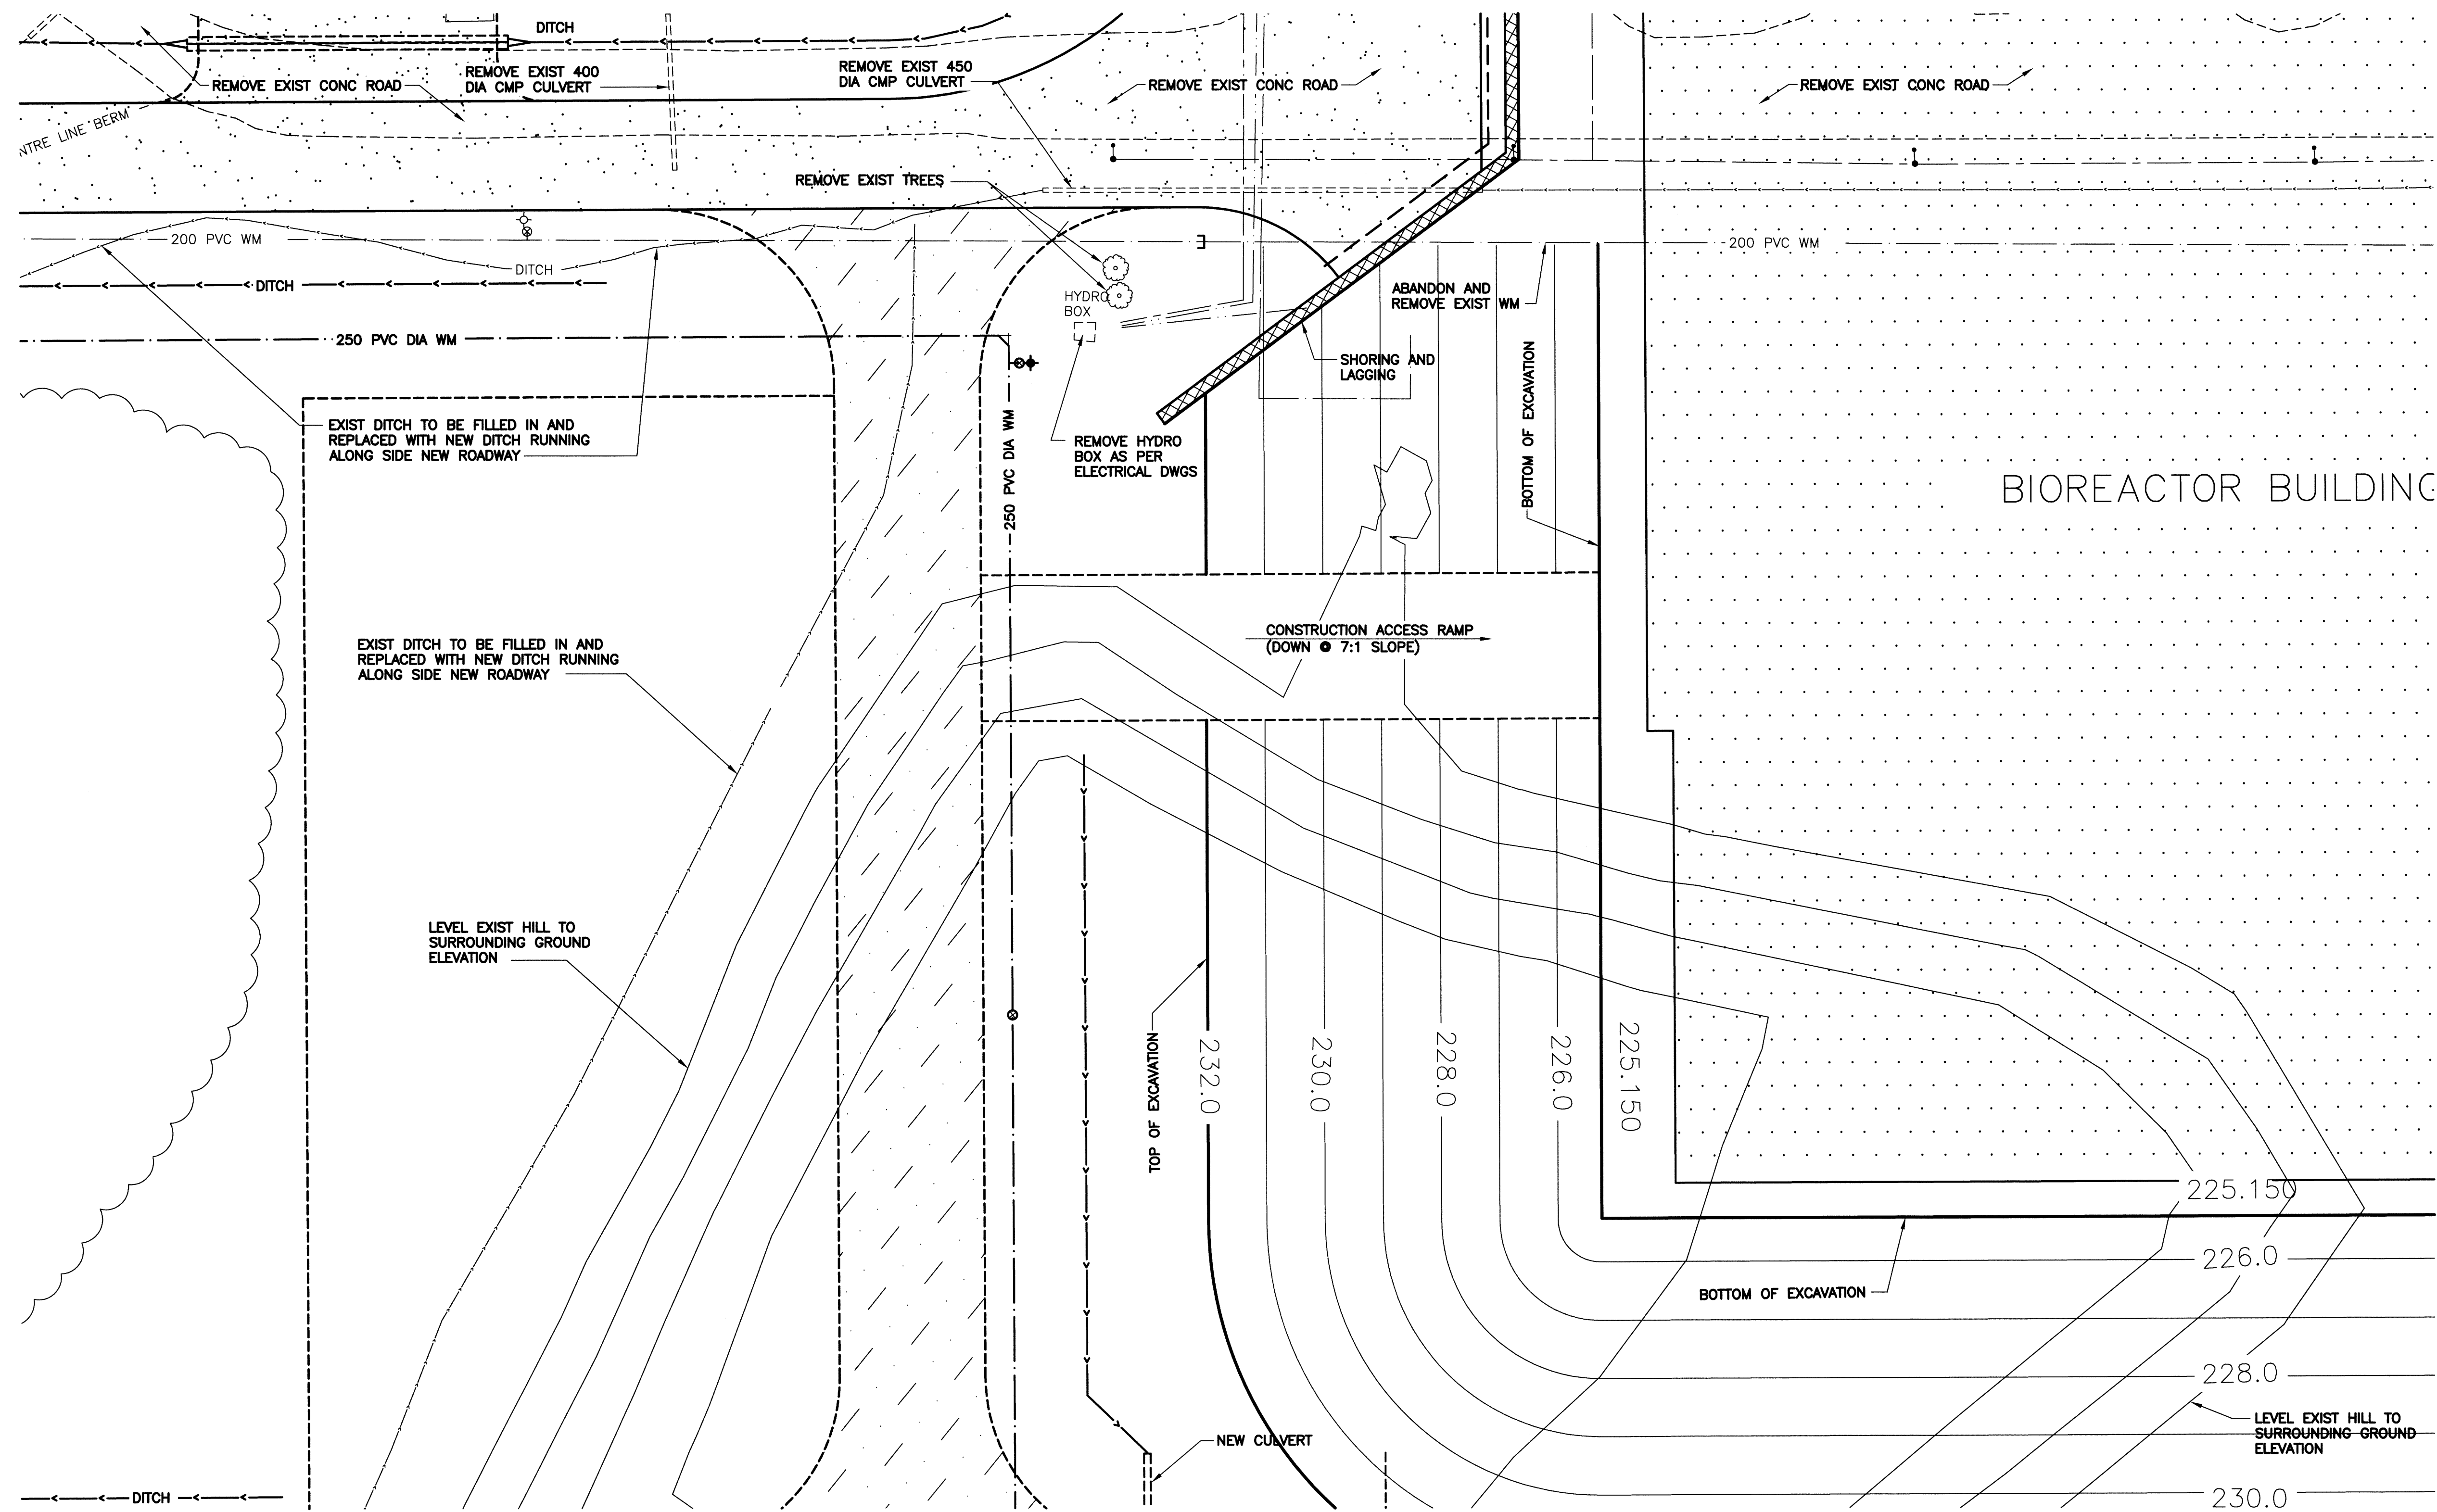 DITCH
REMOVE EXIST CONC ROAD
REMOVE EXIST 400
DIA CMP CULVERT
REMOVE EXIST 450
DIA CMP CULVERT
REMOVE EXIST CONC ROAD
REMOVE EXIST CONC ROAD
NTRE LINE BERM
REMOVE EXIST TREES
200 PVC WM
DITCH
200 PVC WM
DITCH
HYDRO
BOX
ABANDON AND
REMOVE EXIST WM
250 PVC DIA WM
SHORING AND
LAGGING
BOTTOM OF EXCAVATION
EXIST DITCH TO BE FILLED IN AND
REPLACED WITH NEW DITCH RUNNING
ALONG SIDE NEW ROADWAY
250 PVC DIA WM
REMOVE HYDRO
BOX AS PER
ELECTRICAL DWGS
BIOREACTOR BUILDING
CONSTRUCTION ACCESS RAMP
(DOWN @ 7:1 SLOPE)
EXIST DITCH TO BE FILLED IN AND
REPLACED WITH NEW DITCH RUNNING
ALONG SIDE NEW ROADWAY
LEVEL EXIST HILL TO
SURROUNDING GROUND
ELEVATION
TOP OF EXCAVATION
232.0
230.0
228.0
226.0
225.150
225.150
226.0
BOTTOM OF EXCAVATION
228.0
LEVEL EXIST HILL TO
SURROUNDING GROUND
ELEVATION
NEW CULVERT
DITCH
230.0